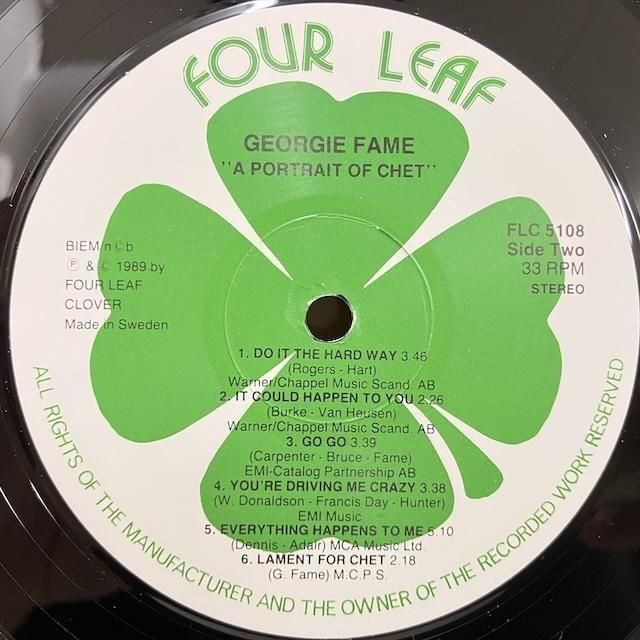 FOUR LEAF
GEORGIE FAME
''A PORTRAIT OF CHET''
BIEM/n©b
℗ & © 1989 by
FOUR LEAF
CLOVER
Made in Sweden
FLC 5108
Side Two
33 RPM
STEREO
1. DO IT THE HARD WAY 3.46
(Rogers - Hart)
Warner/Chappel Music Scand. AB
2. IT COULD HAPPEN TO YOU 2.26
(Burke - Van Heusen)
Warner/Chappel Music Scand. AB
3. GO GO 3.39
(Carpenter - Bruce - Fame)
EMI-Catalog Partnership AB
4. YOU'RE DRIVING ME CRAZY 3.38
(W. Donaldson - Francis Day - Hunter)
EMI Music
5. EVERYTHING HAPPENS TO ME 5.10
(Dennis - Adair) MCA Music Ltd.
6. LAMENT FOR CHET 2.18
(G. Fame) M.C.P.S.
ALL RIGHTS OF THE MANUFACTURER AND THE OWNER OF THE RECORDED WORK RESERVED